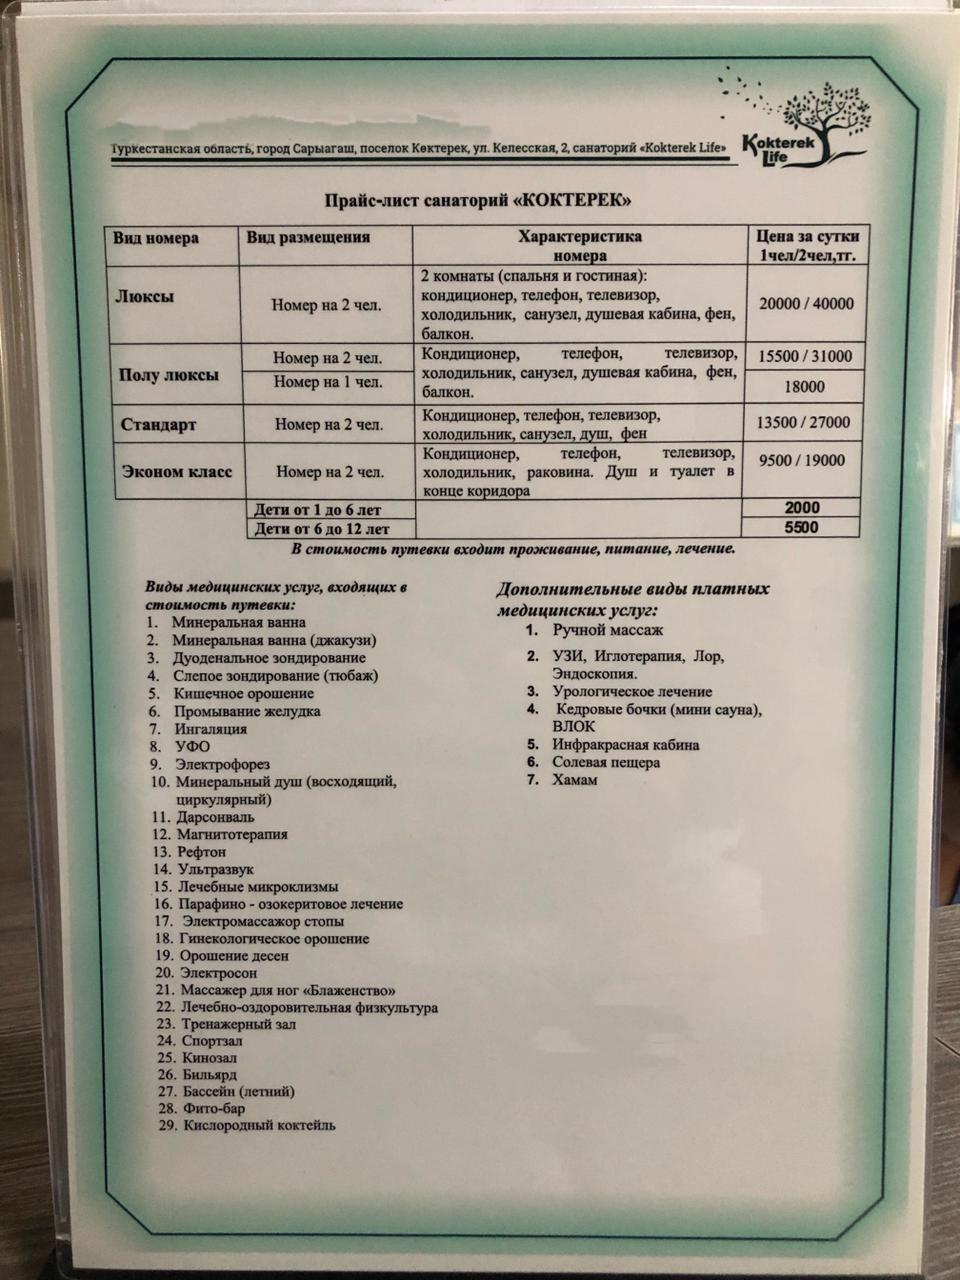 Туркестанская область, город Сарыагаш, поселок Көктерек, ул. Келесская, 2, санаторий «Kokterek Life»
Kokterek
Life
Прайс-лист санаторий «КОКТЕРЕК»
Вид номера Вид размещения Характеристика номера Цена за сутки 1чел/2чел,тг.
Люксы
Номер на 2 чел.
2 комнаты (спальня и гостиная):
кондиционер, телефон, телевизор,
холодильник, санузел, душевая кабина, фен,
балкон.
20000 / 40000
Полу люксы
Номер на 2 чел.
Номер на 1 чел.
Кондиционер, телефон, телевизор,
холодильник, санузел, душевая кабина, фен,
балкон.
15500 / 31000
18000
Стандарт
Номер на 2 чел.
Кондиционер, телефон, телевизор,
холодильник, санузел, душ, фен
13500 / 27000
Эконом класс
Номер на 2 чел.
Кондиционер, телефон, телевизор,
холодильник, раковина. Душ и туалет в
конце коридора
9500 / 19000
Дети от 1 до 6 лет 2000
Дети от 6 до 12 лет 5500
В стоимость путевки входит проживание, питание, лечение.
Виды медицинских услуг, входящих в
стоимость путевки:
1. Минеральная ванна
2. Минеральная ванна (джакузи)
3. Дуоденальное зондирование
4. Слепое зондирование (тюбаж)
5. Кишечное орошение
6. Промывание желудка
7. Ингаляция
8. УФО
9. Электрофорез
10. Минеральный душ (восходящий,
циркулярный)
11. Дарсонваль
12. Магнитотерапия
13. Рефтон
14. Ультразвук
15. Лечебные микроклизмы
16. Парафино - озокеритовое лечение
17. Электромассажор стопы
18. Гинекологическое орошение
19. Орошение десен
20. Электросон
21. Массажер для ног «Блаженство»
22. Лечебно-оздоровительная физкультура
23. Тренажерный зал
24. Спортзал
25. Кинозал
26. Бильярд
27. Бассейн (летний)
28. Фито-бар
29. Кислородный коктейль
Дополнительные виды платных
медицинских услуг:
1. Ручной массаж
2. УЗИ, Иглотерапия, Лор,
Эндоскопия.
3. Урологическое лечение
4. Кедровые бочки (мини сауна),
ВЛОК
5. Инфракрасная кабина
6. Солевая пещера
7. Хамам